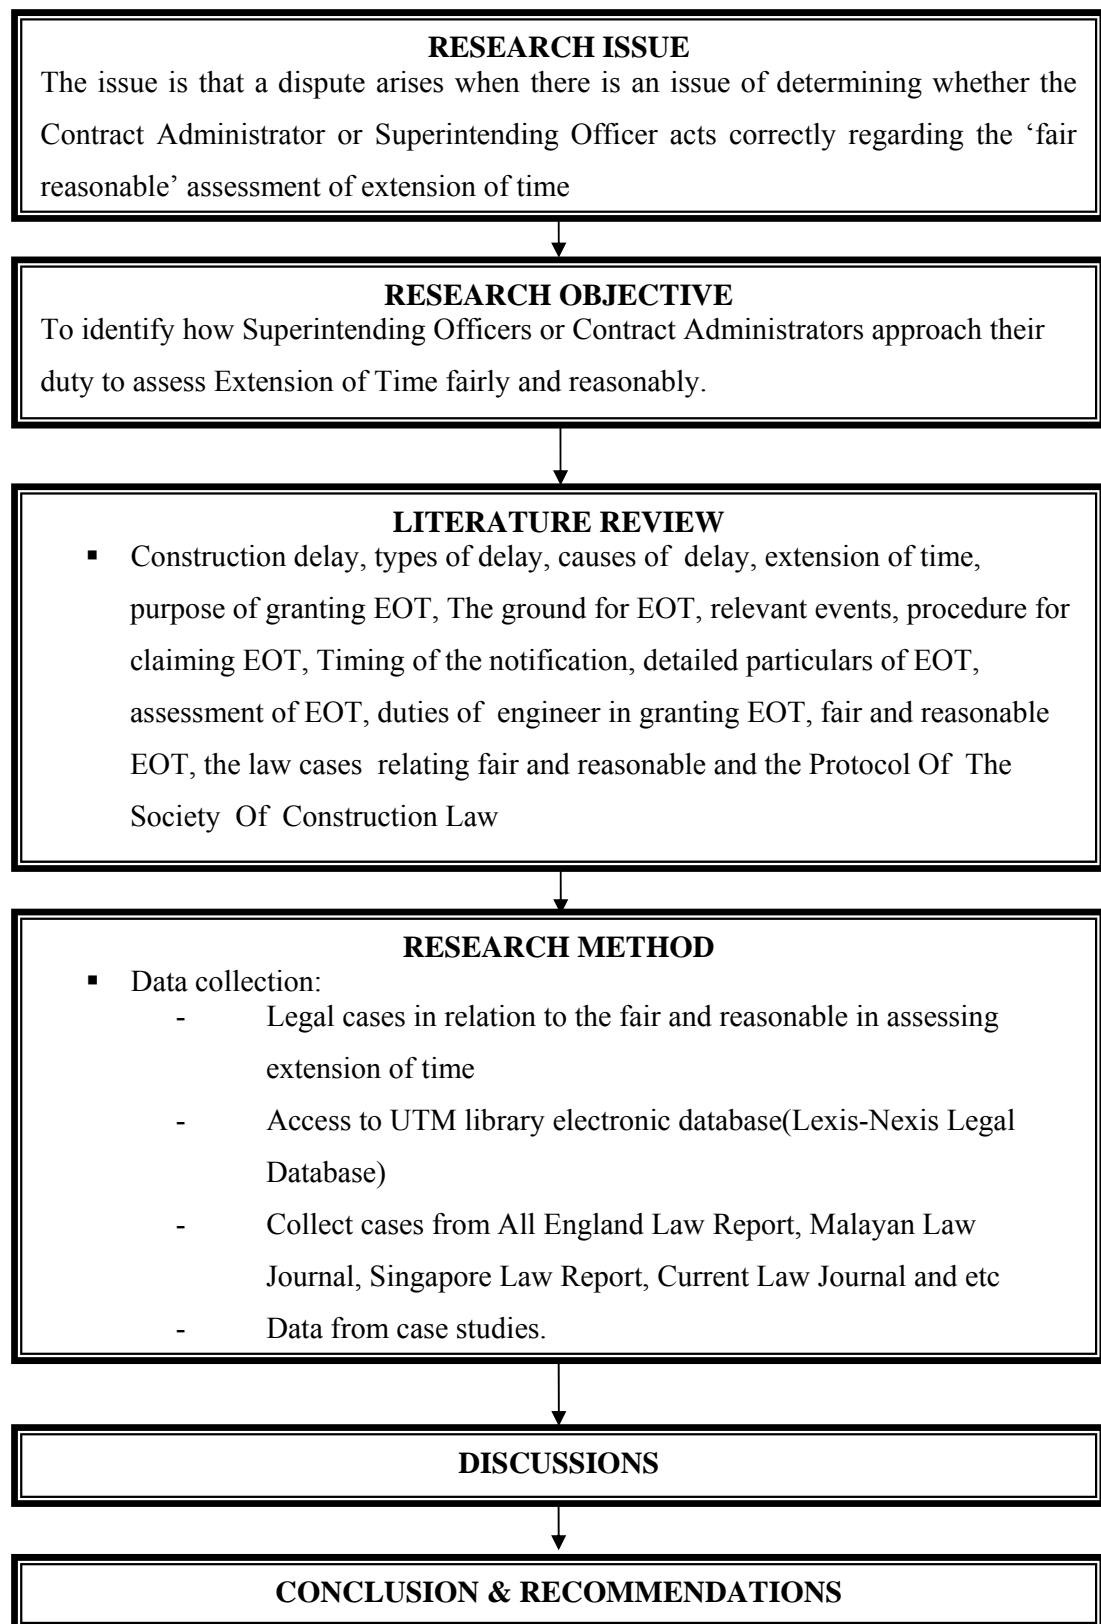 RESEARCH ISSUE
The issue is that a dispute arises when there is an issue of determining whether the
Contract Administrator or Superintending Officer acts correctly regarding the ‘fair
reasonable’ assessment of extension of time
RESEARCH OBJECTIVE
To identify how Superintending Officers or Contract Administrators approach their
duty to assess Extension of Time fairly and reasonably.
LITERATURE REVIEW
▪ Construction delay, types of delay, causes of delay, extension of time,
purpose of granting EOT, The ground for EOT, relevant events, procedure for
claiming EOT, Timing of the notification, detailed particulars of EOT,
assessment of EOT, duties of engineer in granting EOT, fair and reasonable
EOT, the law cases relating fair and reasonable and the Protocol Of The
Society Of Construction Law
RESEARCH METHOD
▪ Data collection:
- Legal cases in relation to the fair and reasonable in assessing
extension of time
- Access to UTM library electronic database(Lexis-Nexis Legal
Database)
- Collect cases from All England Law Report, Malayan Law
Journal, Singapore Law Report, Current Law Journal and etc
- Data from case studies.
DISCUSSIONS
CONCLUSION & RECOMMENDATIONS